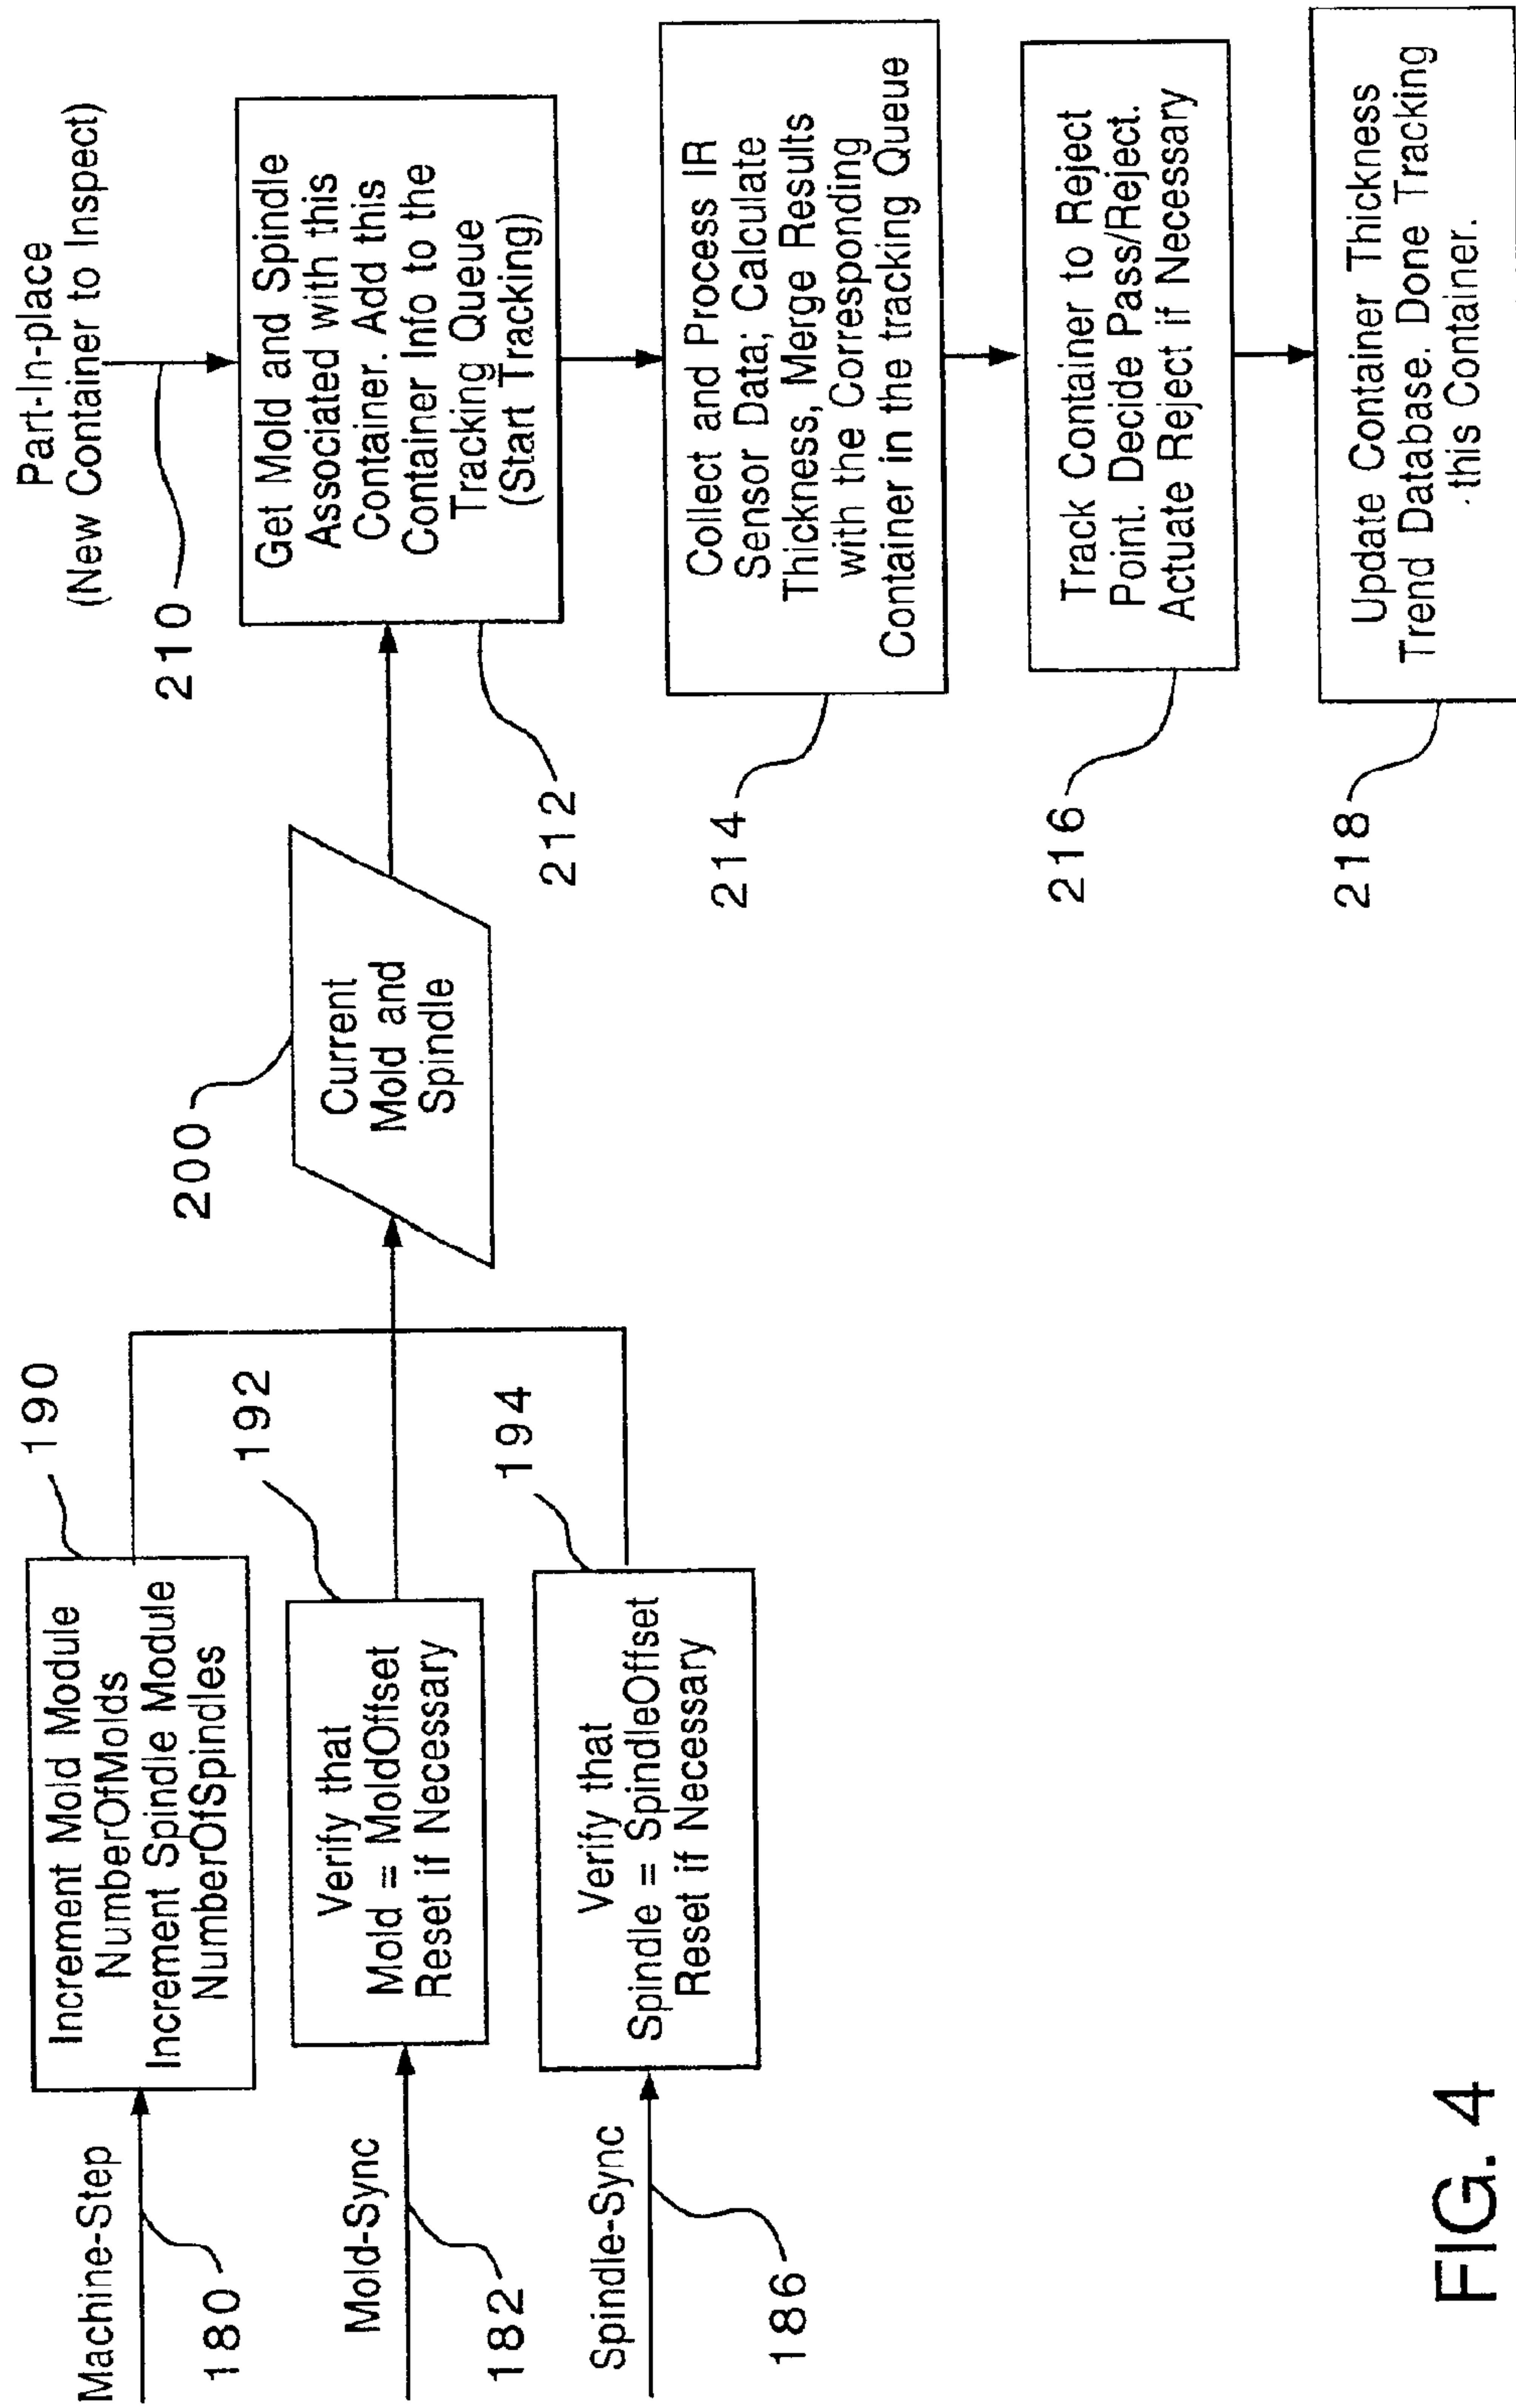 Machine-Step
180
Increment Mold Module
NumberOfMolds
Increment Spindle Module
NumberOfSpindles
190
Mold-Sync
182
Verify that
Mold = MoldOffset
Reset if Necessary
192
Spindle-Sync
186
Verify that
Spindle = SpindleOffset
Reset if Necessary
194
200
Current
Mold and
Spindle
Part-In-place
(New Container to Inspect)
210
Get Mold and Spindle
Associated with this
Container. Add this
Container Info to the
Tracking Queue
(Start Tracking)
212
Collect and Process IR
Sensor Data; Calculate
Thickness, Merge Results
with the Corresponding
Container in the tracking Queue
214
Track Container to Reject
Point. Decide Pass/Reject.
Actuate Reject if Necessary
216
Update Container Thickness
Trend Database. Done Tracking
this Container.
218
FIG. 4